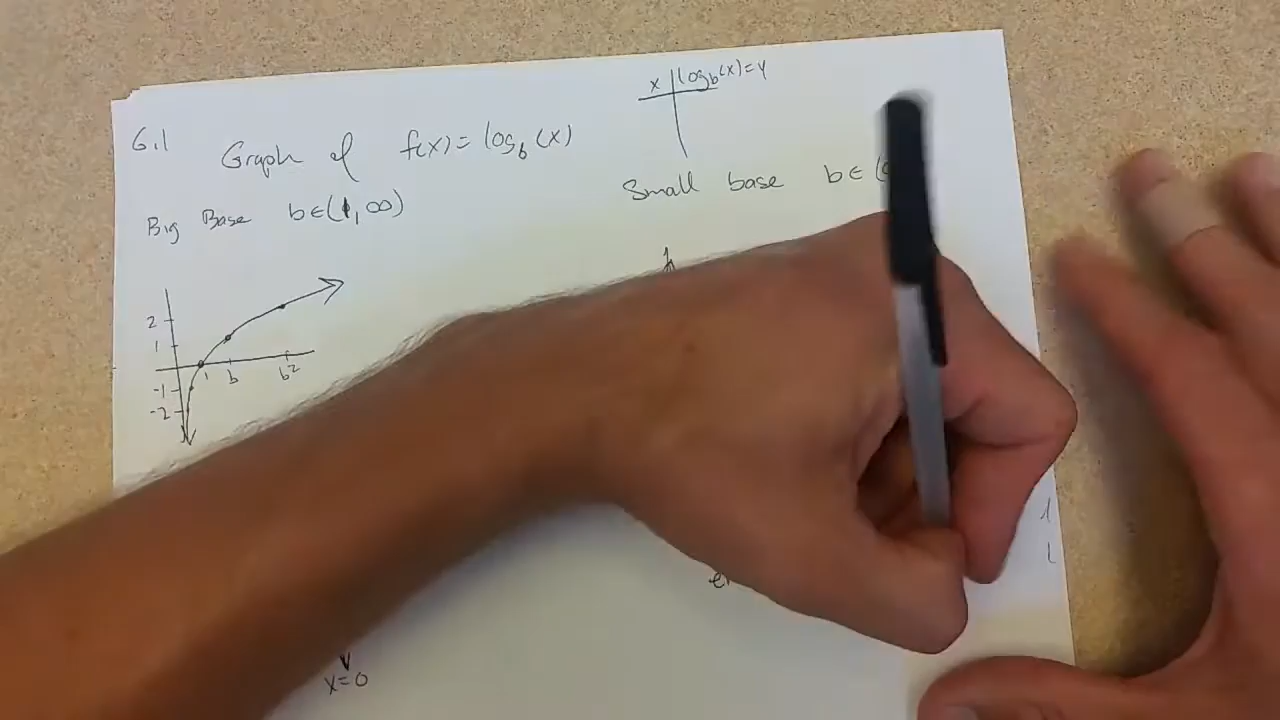 6.1
Graph of f(x) = log_b(x)
x | log_b(x) = y
Big Base b∈(1, ∞)
Small base b∈(
2
1
-1
-2
1 b b²
x=0